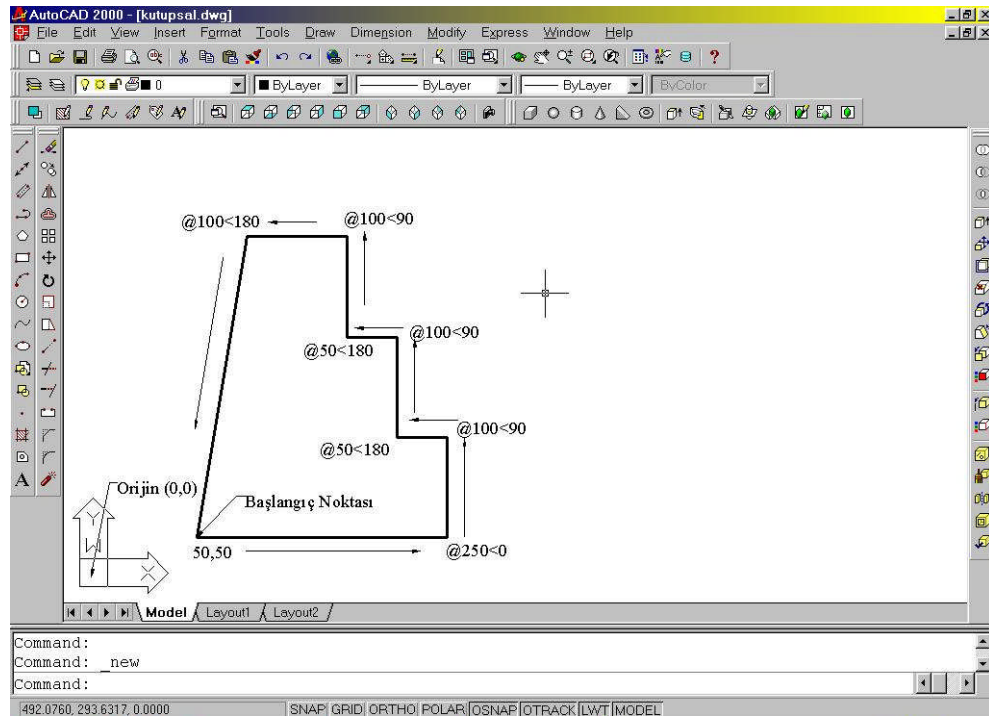 AutoCAD 2000 - [kutupsal.dwg]
File Edit View Insert Format Tools Draw Dimension Modify Express Window Help
0 ByLayer ByLayer ByLayer ByColor
@100<180 @100<90
@100<90
@50<180
@100<90
@50<180
Orijin (0,0)
Başlangıç Noktası
Y
W
X
50,50 @250<0
Model Layout1 Layout2
Command:
Command: _new
Command:
492.0760, 293.6317, 0.0000 SNAP GRID ORTHO POLAR OSNAP OTRACK LWT MODEL